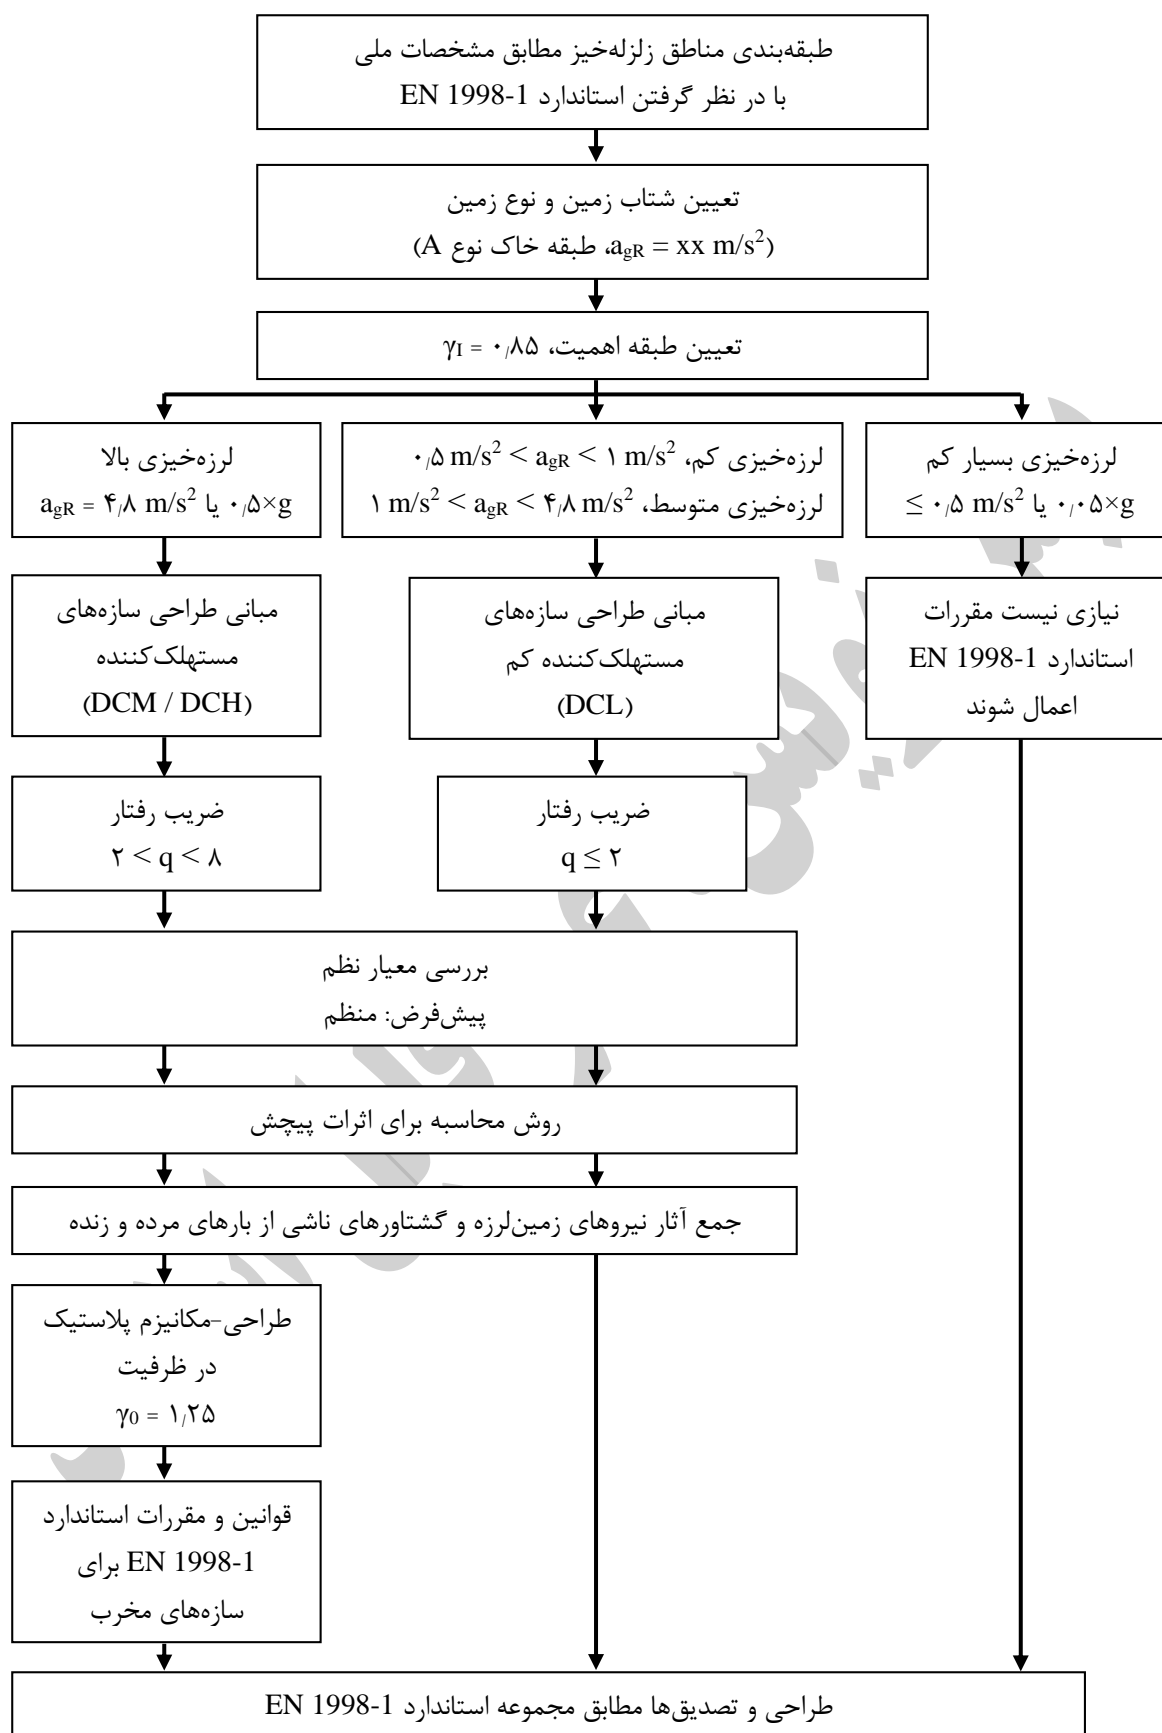 طبقه‌بندی مناطق زلزله‌خیز مطابق مشخصات ملی
با در نظر گرفتن استاندارد EN 1998-1
تعیین شتاب زمین و نوع زمین
(a_gR = xx m/s²، طبقه خاک نوع A)
تعیین طبقه اهمیت، γI = ۰٫۸۵
لرزه‌خیزی بسیار کم
≤ ۰٫۵ m/s² یا ۰٫۰۵×g
لرزه‌خیزی کم، ۰٫۵ m/s² < a_gR < ۱ m/s²
لرزه‌خیزی متوسط، ۱ m/s² < a_gR < ۴٫۸ m/s²
لرزه‌خیزی بالا
a_gR = ۴٫۸ m/s² یا ۰٫۵×g
نیازی نیست مقررات
استاندارد EN 1998-1
اعمال شوند
مبانی طراحی سازه‌های
مستهلک‌کننده کم
(DCL)
مبانی طراحی سازه‌های
مستهلک‌کننده
(DCM / DCH)
ضریب رفتار
q ≤ ۲
ضریب رفتار
۲ < q < ۸
بررسی معیار نظم
پیش‌فرض: منظم
روش محاسبه برای اثرات پیچش
جمع آثار نیروهای زمین‌لرزه و گشتاورهای ناشی از بارهای مرده و زنده
طراحی-مکانیزم پلاستیک
در ظرفیت
γ0 = ۱٫۲۵
قوانین و مقررات استاندارد
EN 1998-1 برای
سازه‌های مخرب
طراحی و تصدیق‌ها مطابق مجموعه استاندارد EN 1998-1